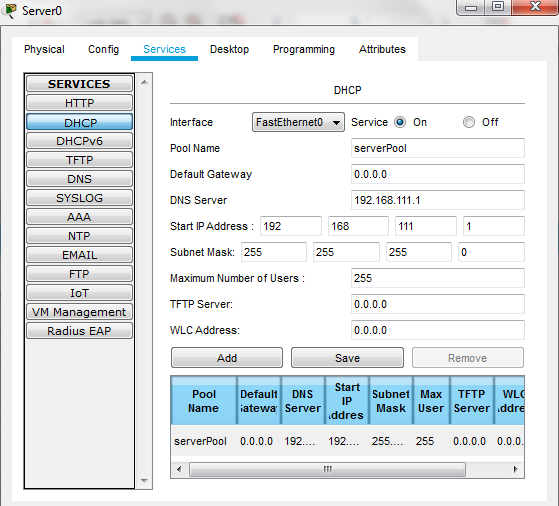 Server0
Physical Config Services Desktop Programming Attributes
SERVICES
HTTP
DHCP
DHCPv6
TFTP
DNS
SYSLOG
AAA
NTP
EMAIL
FTP
IoT
VM Management
Radius EAP
DHCP
Interface FastEthernet0 Service On Off
Pool Name serverPool
Default Gateway 0.0.0.0
DNS Server 192.168.111.1
Start IP Address : 192 168 111 1
Subnet Mask: 255 255 255 0
Maximum Number of Users : 255
TFTP Server: 0.0.0.0
WLC Address: 0.0.0.0
Add Save Remove
Pool Name Default Gateway DNS Server Start IP Addres Subnet Mask Max User TFTP Server WLC Addre
serverPool 0.0.0.0 192.... 192.... 255.... 255 0.0.0.0 0.0.0.